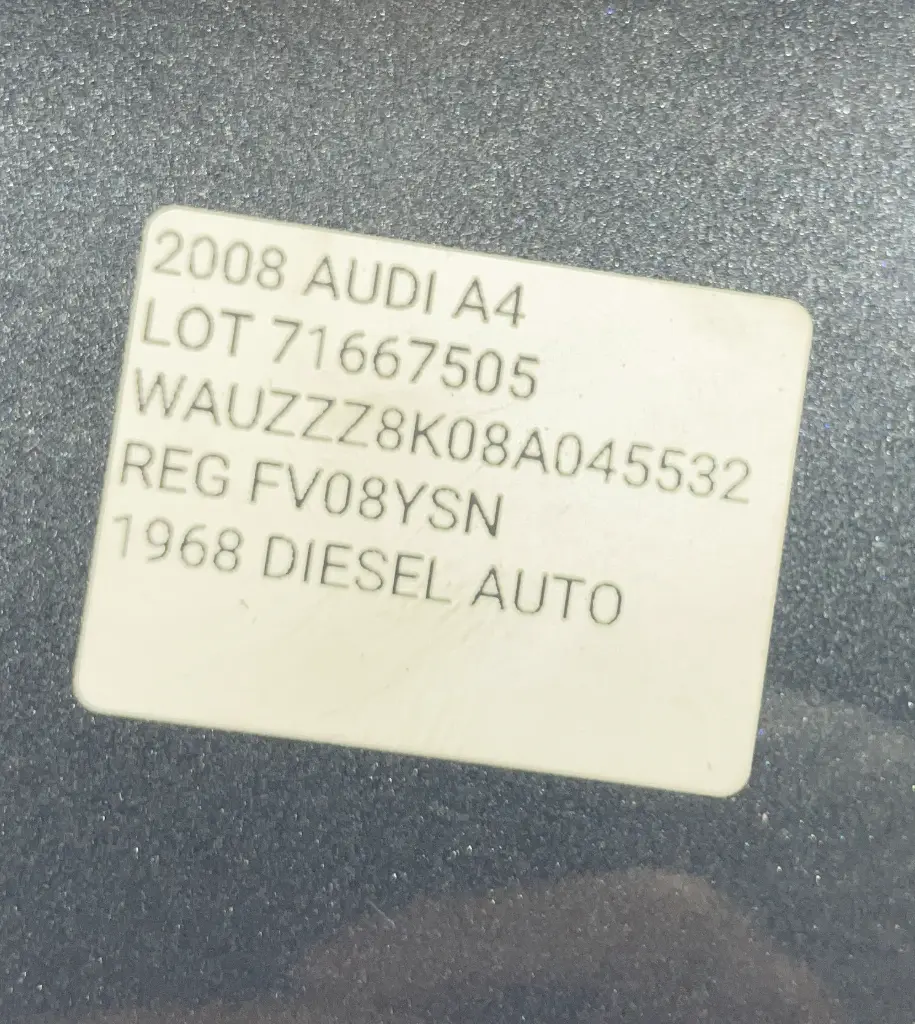 2008 AUDI A4
LOT 71667505
WAUZZZ8K08A045532
REG FV08YSN
1968 DIESEL AUTO